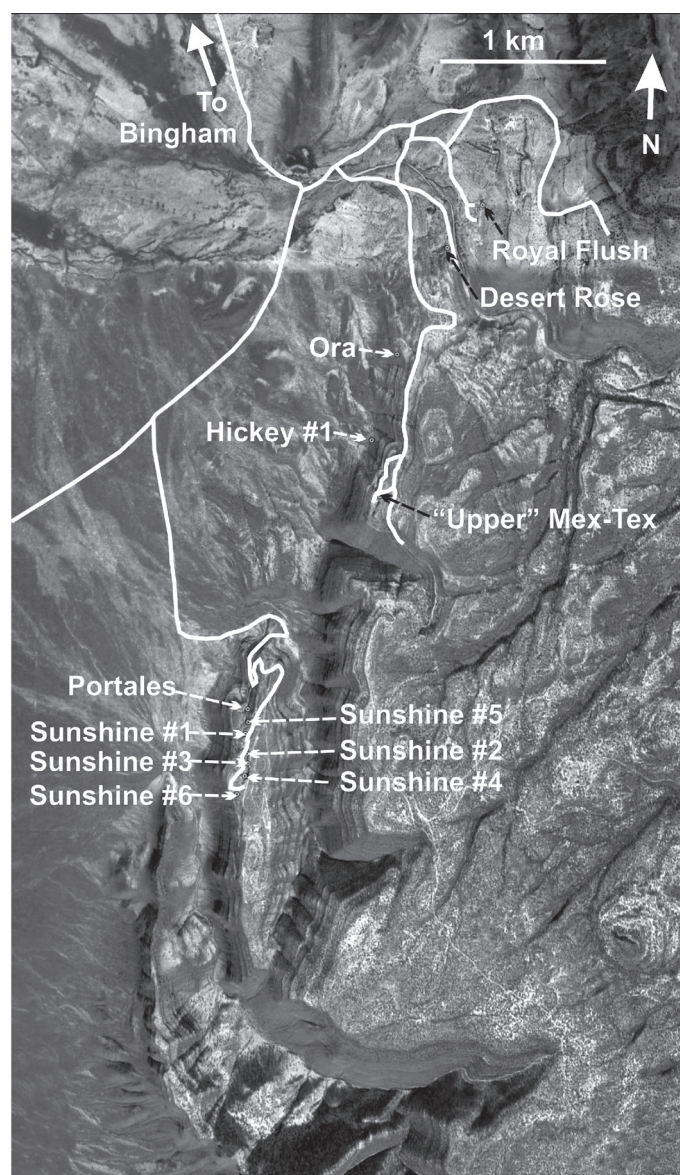 1 km
To
Bingham
N
Royal Flush
Desert Rose
Ora
Hickey #1
“Upper” Mex-Tex
Portales
Sunshine #5
Sunshine #1
Sunshine #2
Sunshine #3
Sunshine #4
Sunshine #6